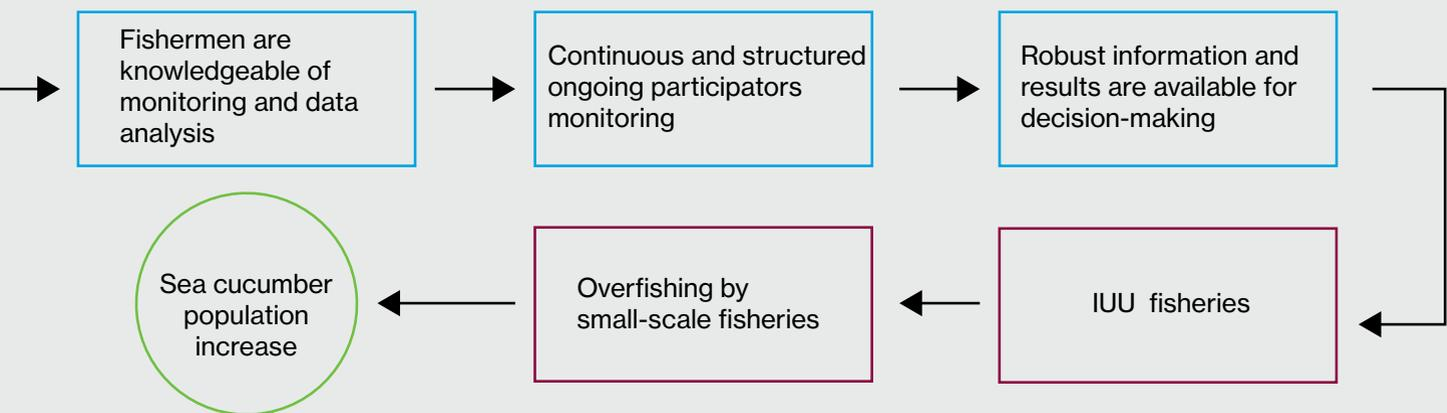 Fishermen are
knowledgeable of
monitoring and data
analysis
Continuous and structured
ongoing participators
monitoring
Robust information and
results are available for
decision-making
IUU  fisheries
Overfishing by
small-scale fisheries
Sea cucumber
population
increase